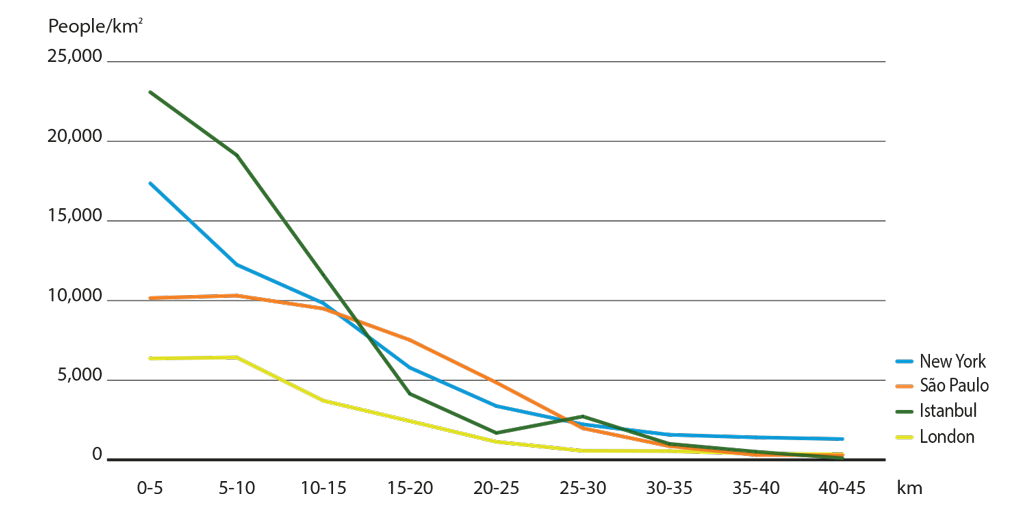 People/km²
25,000
20,000
15,000
10,000
5,000
0
0-5 5-10 10-15 15-20 20-25 25-30 30-35 35-40 40-45 km
New York
São Paulo
Istanbul
London